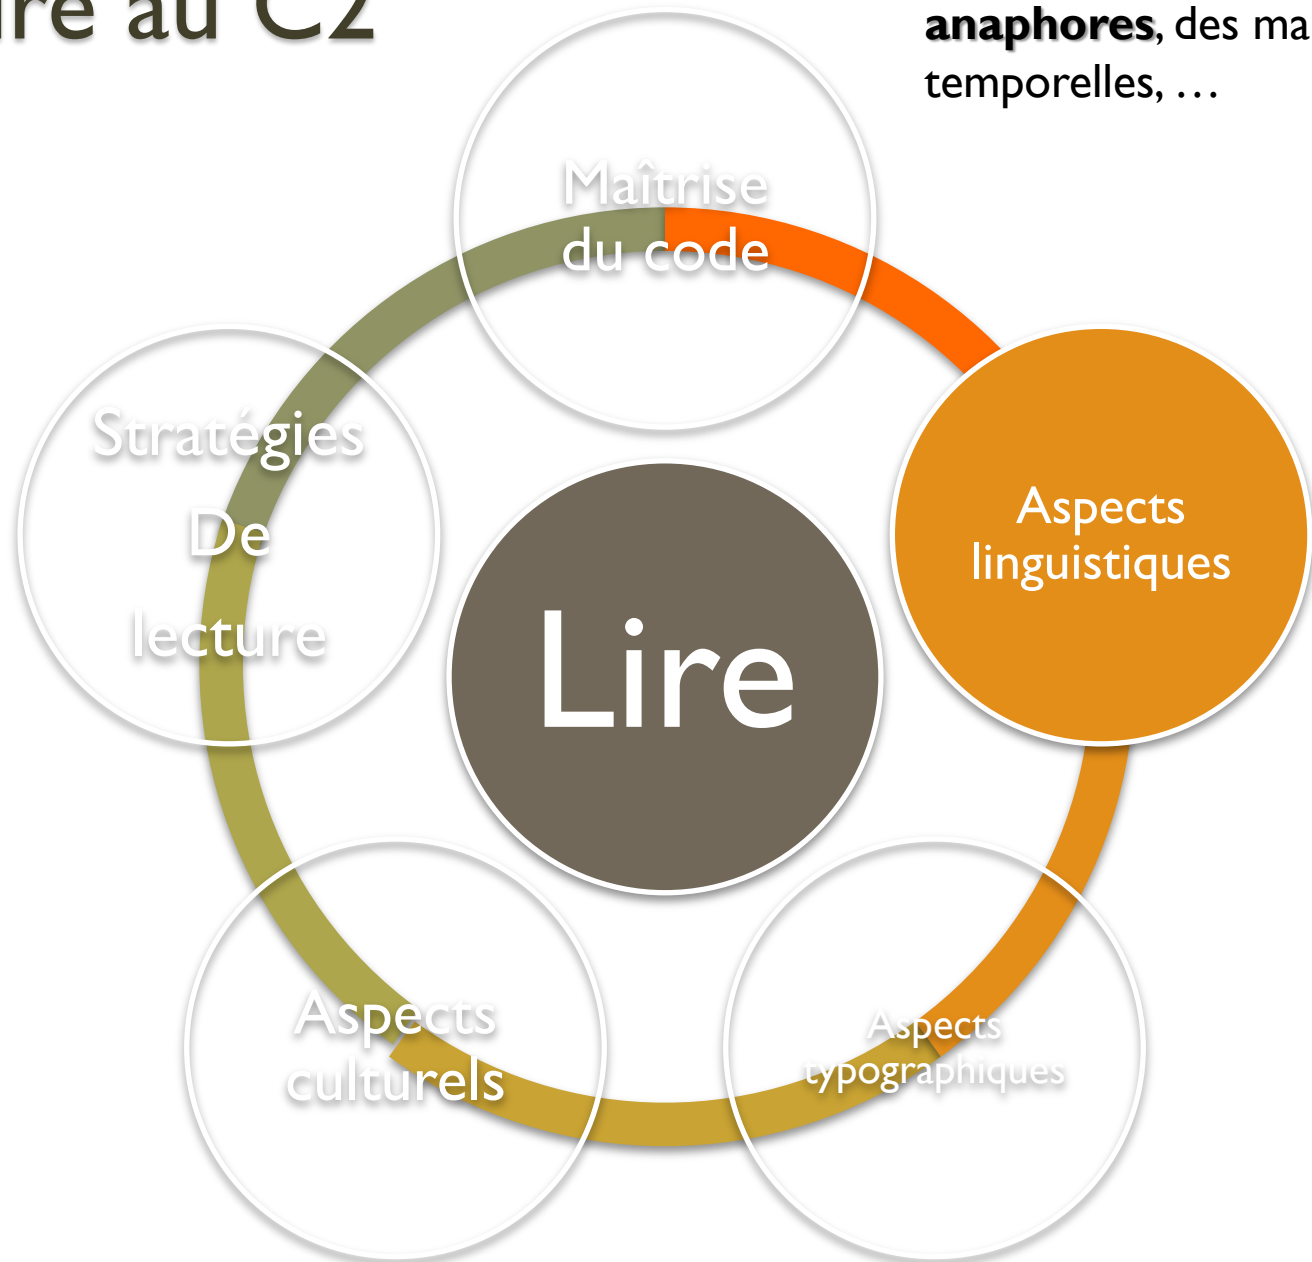 ire au C2
anaphores, des ma
temporelles, …
Maîtrise
du code
Aspects
linguistiques
Stratégies
De
lecture
Lire
Aspects
culturels
Aspects
typographiques